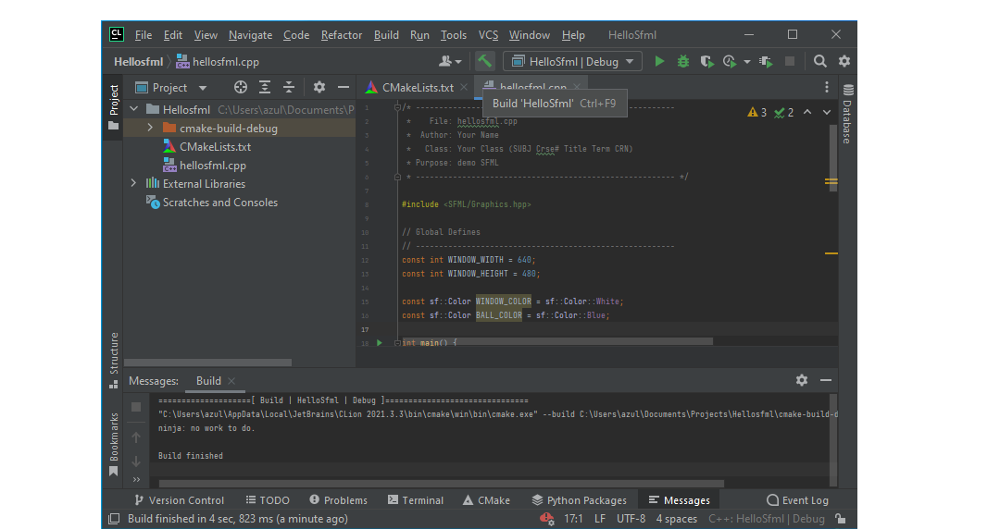 CL File Edit View Navigate Code Refactor Build Run Tools VCS Window Help HelloSfml
Hellosfml hellosfml.cpp HelloSfml | Debug
Project CMakeLists.txt hellosfml.cpp
Build 'HelloSfml' Ctrl+F9
Project
Structure
Bookmarks
Database
Hellosfml C:\Users\azul\Documents\P
cmake-build-debug
CMakeLists.txt
hellosfml.cpp
External Libraries
Scratches and Consoles
3 2
1 /* --------------------------------------------------------
2 * File: hellosfml.cpp
3 * Author: Your Name
4 * Class: Your Class (SUBJ Crse# Title Term CRN)
5 * Purpose: demo SFML
6 * -------------------------------------------------------- */
7
8 #include <SFML/Graphics.hpp>
9
10 // Global Defines
11 // --------------------------------------------------------
12 const int WINDOW_WIDTH = 640;
13 const int WINDOW_HEIGHT = 480;
14
15 const sf::Color WINDOW_COLOR = sf::Color::White;
16 const sf::Color BALL_COLOR = sf::Color::Blue;
17
18 int main() {
Messages: Build
====================[ Build | HelloSfml | Debug ]===============================
"C:\Users\azul\AppData\Local\JetBrains\CLion 2021.3.3\bin\cmake\win\bin\cmake.exe" --build C:\Users\azul\Documents\Projects\Hellosfml\cmake-build-d
ninja: no work to do.
Build finished
Version Control TODO Problems Terminal CMake Python Packages Messages Event Log
Build finished in 4 sec, 823 ms (a minute ago) 17:1 LF UTF-8 4 spaces C++: HelloSfml | Debug